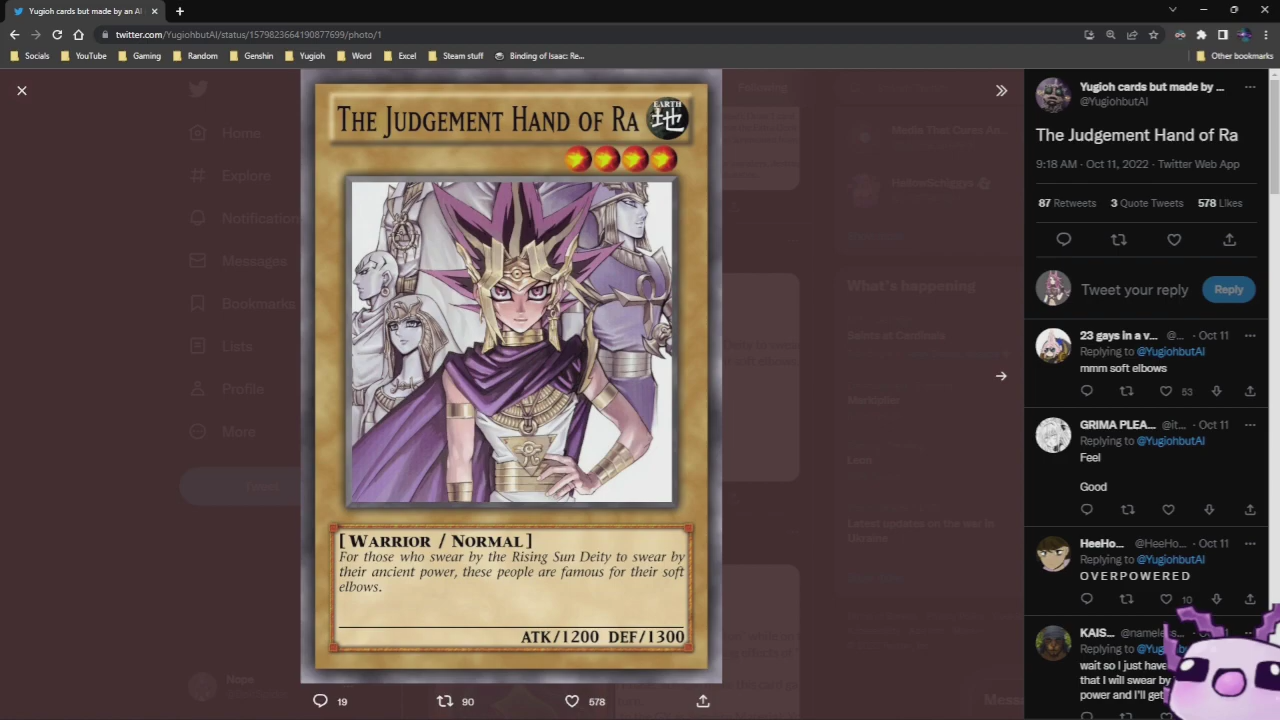 Yugioh cards but made by an AI
twitter.com/YugiohbutAI/status/1579823664190877699/photo/1
Socials
YouTube
Gaming
Random
Genshin
Yugioh
Word
Excel
Steam stuff
Binding of Isaac: Re...
Other bookmarks
Home
Explore
Notification
Messages
Bookmarks
Lists
Profile
More
Tweet
Nope
THE JUDGEMENT HAND OF RA
EARTH
地
[WARRIOR / NORMAL]
For those who swear by the Rising Sun Deity to swear by
their ancient power, these people are famous for their soft
elbows.
ATK/1200 DEF/1300
19
90
578
Following
What's happening
Latest updates on the war in
Ukraine
Yugioh cards but made by ...
@YugiohbutAI
The Judgement Hand of Ra
9:18 AM · Oct 11, 2022 · Twitter Web App
87 Retweets 3 Quote Tweets 578 Likes
Tweet your reply
Reply
23 gays in a v... @... · Oct 11
Replying to @YugiohbutAI
mmm soft elbows
53
GRIMA PLEA... @it... · Oct 11
Replying to @YugiohbutAI
Feel
Good
HeeHo... @HeeHo... · Oct 11
Replying to @YugiohbutAI
O V E R P O W E R E D
10
KAIS...
Replying to
wait so I just have
that I will swear by
power and I'll get